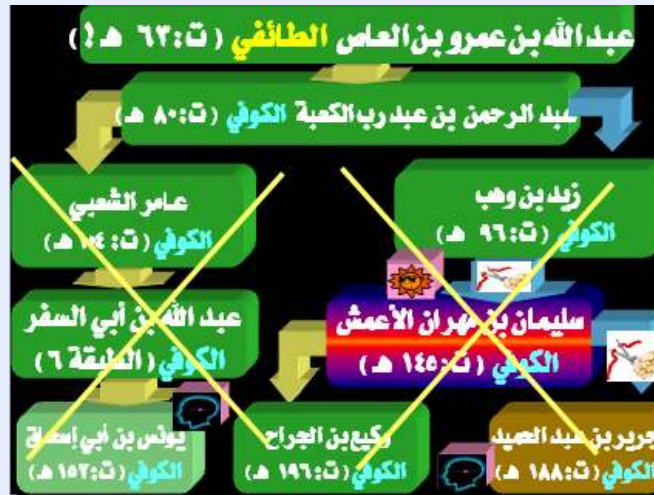 عبد الله بن عمرو بن العاص الطائفي (ت:٦٣ هـ!)
عبد الرحمن بن عبد رب الكعبة الكوفي (ت:٨٠ هـ)
زيد بن وهب
الكوفي (ت:٩٦ هـ)
عامر الشعبي
الكوفي (ت:١٠٤ هـ)
سليمان بن مهران الأعمش
الكوفي (ت:١٤٥ هـ)
عبد الله بن أبي السفر
الكوفي (الطبقة ٦)
جرير بن عبد الحميد
الكوفي (ت:١٨٨ هـ)
وكيع بن الجراح
الكوفي (ت:١٩٦ هـ)
يونس بن أبي إسحاق
الكوفي (ت:١٥٢ هـ)